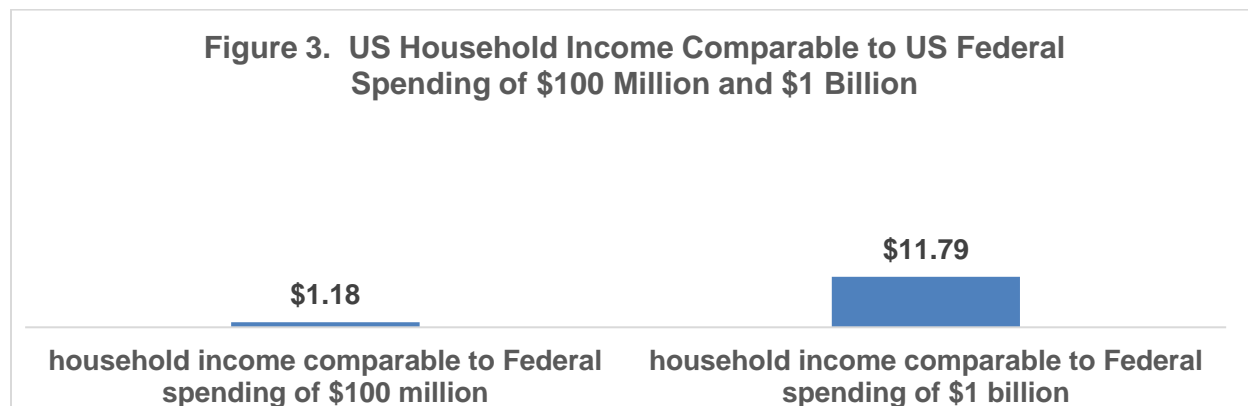 Figure 3.  US Household Income Comparable to US Federal
Spending of $100 Million and $1 Billion
$11.79
$1.18
household income comparable to Federal
spending of $100 million
household income comparable to Federal
spending of $1 billion